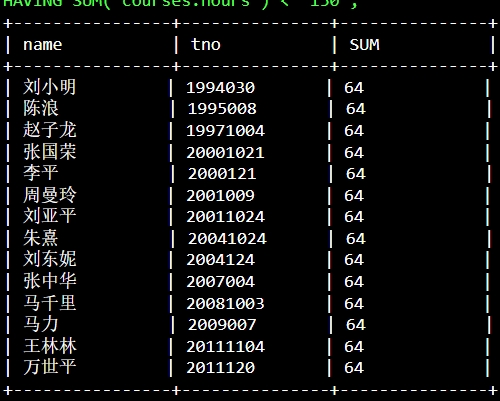 HAVING SUM( courses.hours ) < 150 ;
+---------------+--------------+--------------+
| name | tno | SUM |
+---------------+--------------+--------------+
| 刘小明 | 1994030 | 64 |
| 陈浪 | 1995008 | 64 |
| 赵子龙 | 19971004 | 64 |
| 张国荣 | 20001021 | 64 |
| 李平 | 2000121 | 64 |
| 周曼玲 | 2001009 | 64 |
| 刘亚平 | 20011024 | 64 |
| 朱熹 | 20041024 | 64 |
| 刘东妮 | 2004124 | 64 |
| 张中华 | 2007004 | 64 |
| 马千里 | 20081003 | 64 |
| 马力 | 2009007 | 64 |
| 王林林 | 20111104 | 64 |
| 万世平 | 2011120 | 64 |
+---------------+--------------+--------------+